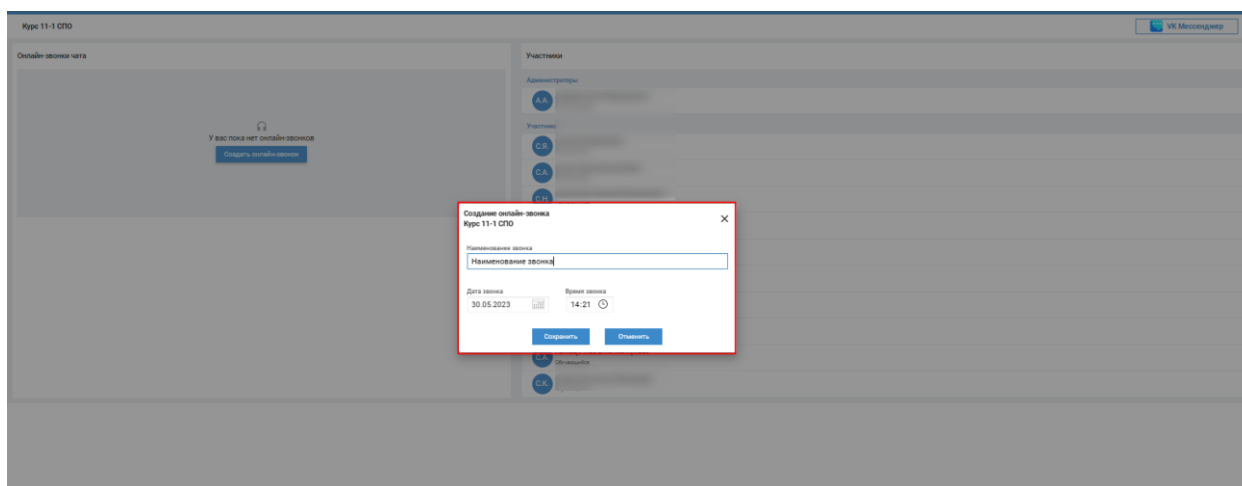 Курс 11-1 СПО
VK Мессенджер
Онлайн-звонки чата
У вас пока нет онлайн-звонков
Создать онлайн-звонок
Участники
Администраторы
А.А.
Участники
С.Я.
С.А.
С.Н.
Создание онлайн-звонка
Курс 11-1 СПО
Наименование звонка
Наименование звонка
Дата звонка
Время звонка
30.05.2023
14:21
Сохранить
Отменить
С.А.
Обучающийся
С.К.